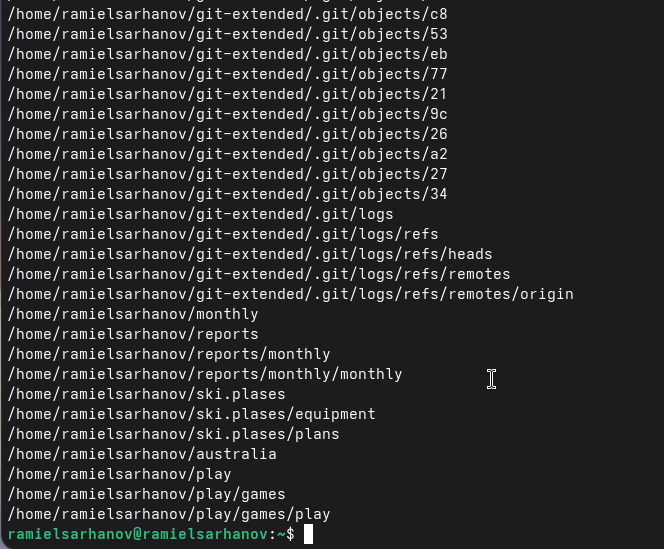 /home/ramielsarhanov/git-extended/.git/objects/c8
/home/ramielsarhanov/git-extended/.git/objects/53
/home/ramielsarhanov/git-extended/.git/objects/eb
/home/ramielsarhanov/git-extended/.git/objects/77
/home/ramielsarhanov/git-extended/.git/objects/21
/home/ramielsarhanov/git-extended/.git/objects/9c
/home/ramielsarhanov/git-extended/.git/objects/26
/home/ramielsarhanov/git-extended/.git/objects/a2
/home/ramielsarhanov/git-extended/.git/objects/27
/home/ramielsarhanov/git-extended/.git/objects/34
/home/ramielsarhanov/git-extended/.git/logs
/home/ramielsarhanov/git-extended/.git/logs/refs
/home/ramielsarhanov/git-extended/.git/logs/refs/heads
/home/ramielsarhanov/git-extended/.git/logs/refs/remotes
/home/ramielsarhanov/git-extended/.git/logs/refs/remotes/origin
/home/ramielsarhanov/monthly
/home/ramielsarhanov/reports
/home/ramielsarhanov/reports/monthly
/home/ramielsarhanov/reports/monthly/monthly
/home/ramielsarhanov/ski.plases
/home/ramielsarhanov/ski.plases/equipment
/home/ramielsarhanov/ski.plases/plans
/home/ramielsarhanov/australia
/home/ramielsarhanov/play
/home/ramielsarhanov/play/games
/home/ramielsarhanov/play/games/play
ramielsarhanov@ramielsarhanov:~$